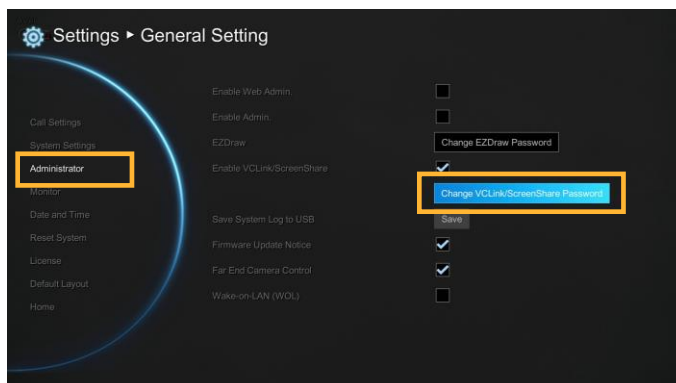 Settings ► General Setting
Enable Web Admin.
Enable Admin.
Call Settings
EZDraw
Change EZDraw Password
System Settings
Administrator
Enable VCLink/ScreenShare
Monitor
Change VCLink/ScreenShare Password
Date and Time
Save System Log to USB
Save
Reset System
Firmware Update Notice
License
Far End Camera Control
Default Layout
Wake-on-LAN (WOL)
Home